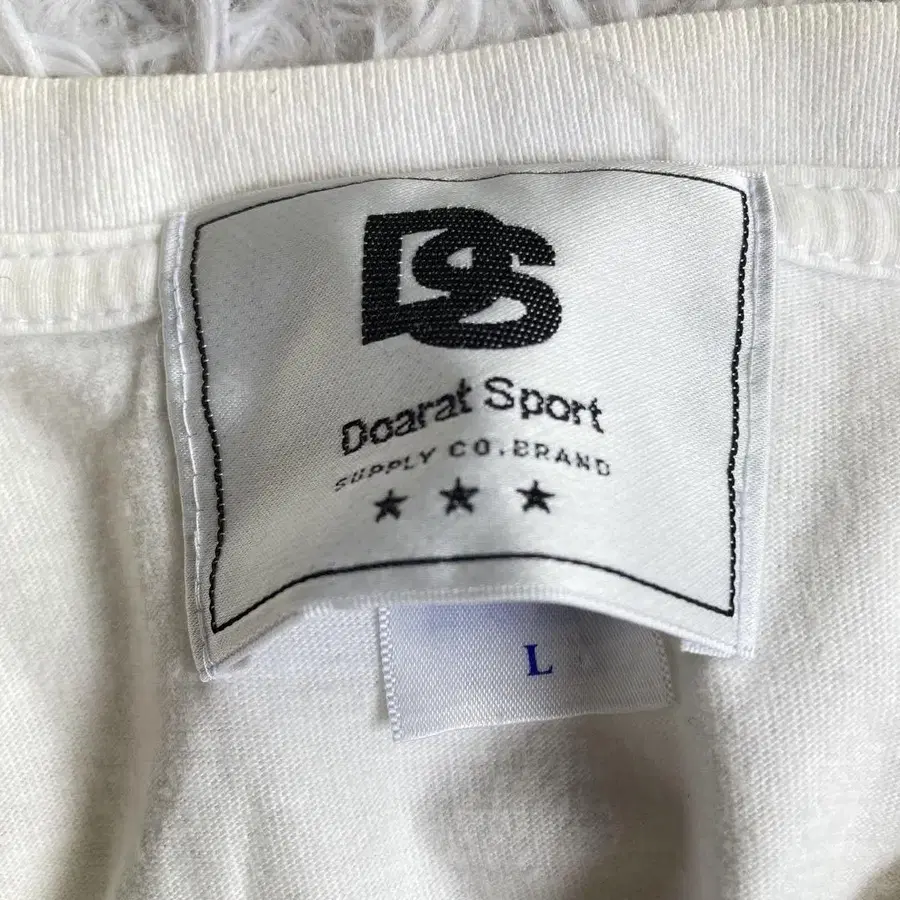 DS
Doarat Sport
SUPPLY CO. BRAND
L